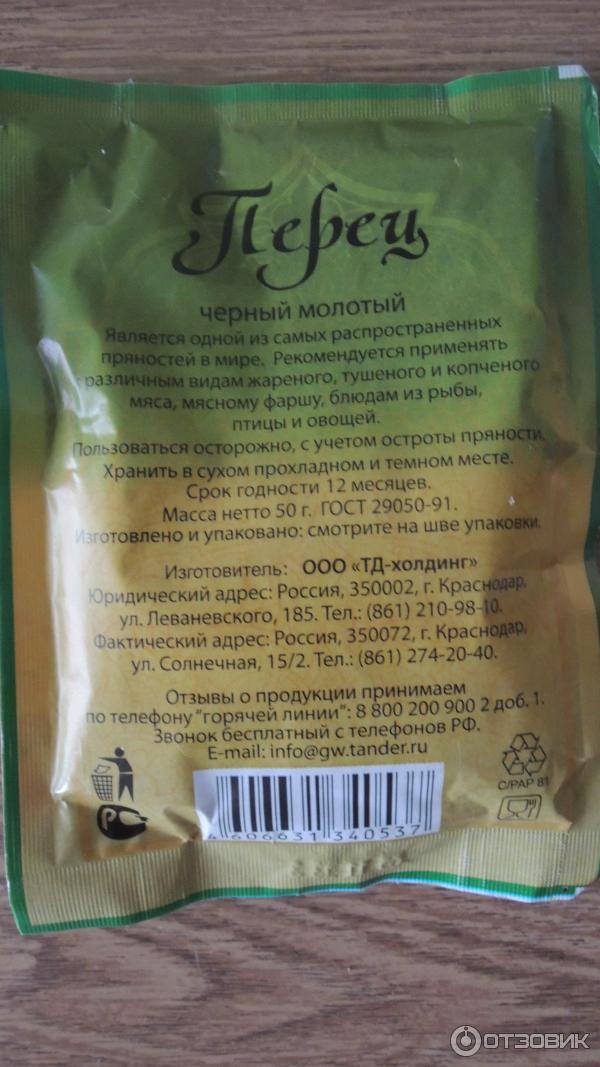 Перец
черный молотый
Является одной из самых распространенных
пряностей в мире. Рекомендуется применять
к различным видам жареного, тушеного и копченого
мяса, мясному фаршу, блюдам из рыбы,
птицы и овощей.
Пользоваться осторожно, с учетом остроты пряности.
Хранить в сухом прохладном и темном месте.
Срок годности 12 месяцев.
Масса нетто 50 г. ГОСТ 29050-91.
Изготовлено и упаковано: смотрите на шве упаковки.
Изготовитель: ООО «ТД-холдинг»
Юридический адрес: Россия, 350002, г. Краснодар,
ул. Леваневского, 185. Тел.: (861) 210-98-10.
Фактический адрес: Россия, 350072, г. Краснодар,
ул. Солнечная, 15/2. Тел.: (861) 274-20-40.
Отзывы о продукции принимаем
по телефону "горячей линии": 8 800 200 900 2 доб. 1.
Звонок бесплатный с телефонов РФ.
E-mail: info@gw.tander.ru
C/PAP 81
РС
4606631 340537
ОТЗОВИК